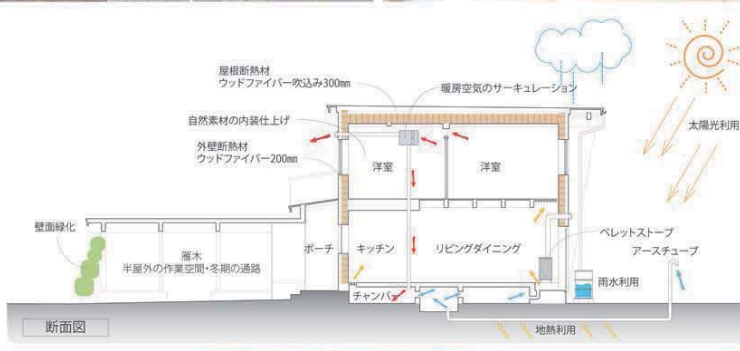 屋根断熱材
ウッドファイバー吹込み300mm
暖房空気のサーキュレーション
自然素材の内装仕上げ
太陽光利用
外壁断熱材
ウッドファイバー200mm
洋室
洋室
壁面緑化
雁木
半屋外の作業空間・冬期の通路
ポーチ
キッチン
リビングダイニング
ペレットストーブ
アースチューブ
雨水利用
チャンバー
断面図
地熱利用